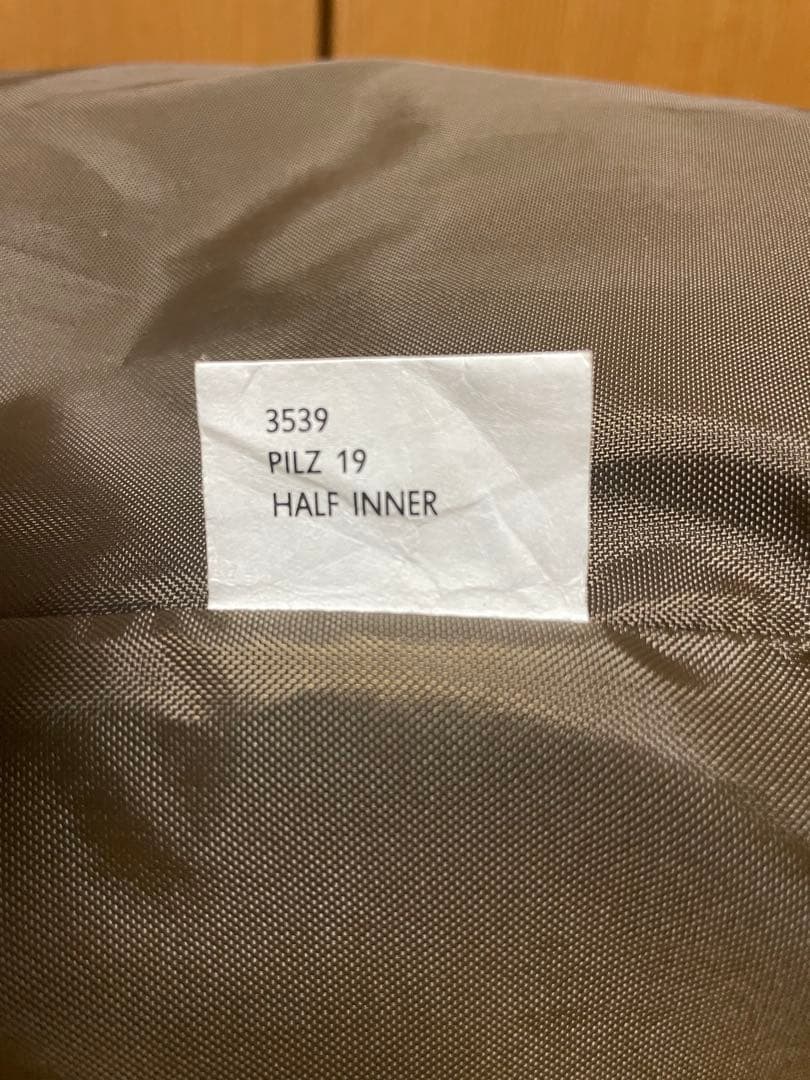 3539
PILZ 19
HALF INNER